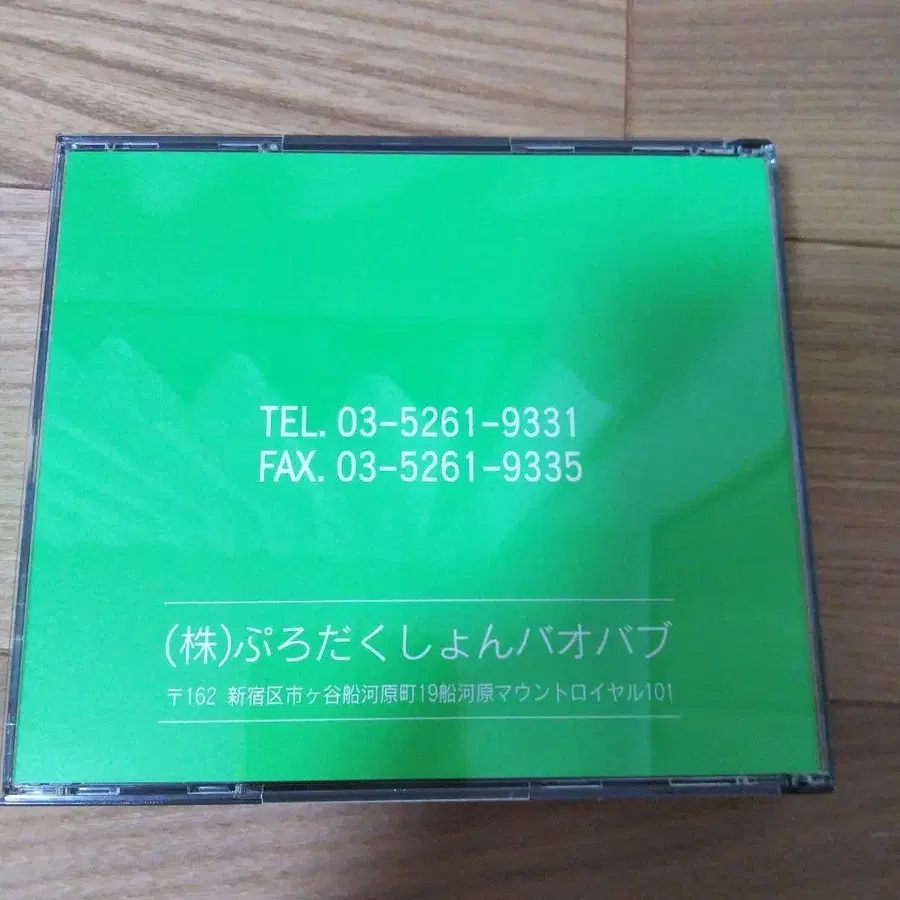 TEL. 03-5261-9331
FAX. 03-5261-9335
(株)ぷろだくしょんバオバブ
〒162 新宿区市ヶ谷船河原町19船河原マウントロイヤル101